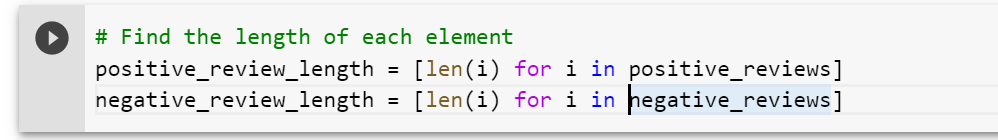 # Find the length of each element
positive_review_length = [len(i) for i in positive_reviews]
negative_review_length = [len(i) for i in negative_reviews]